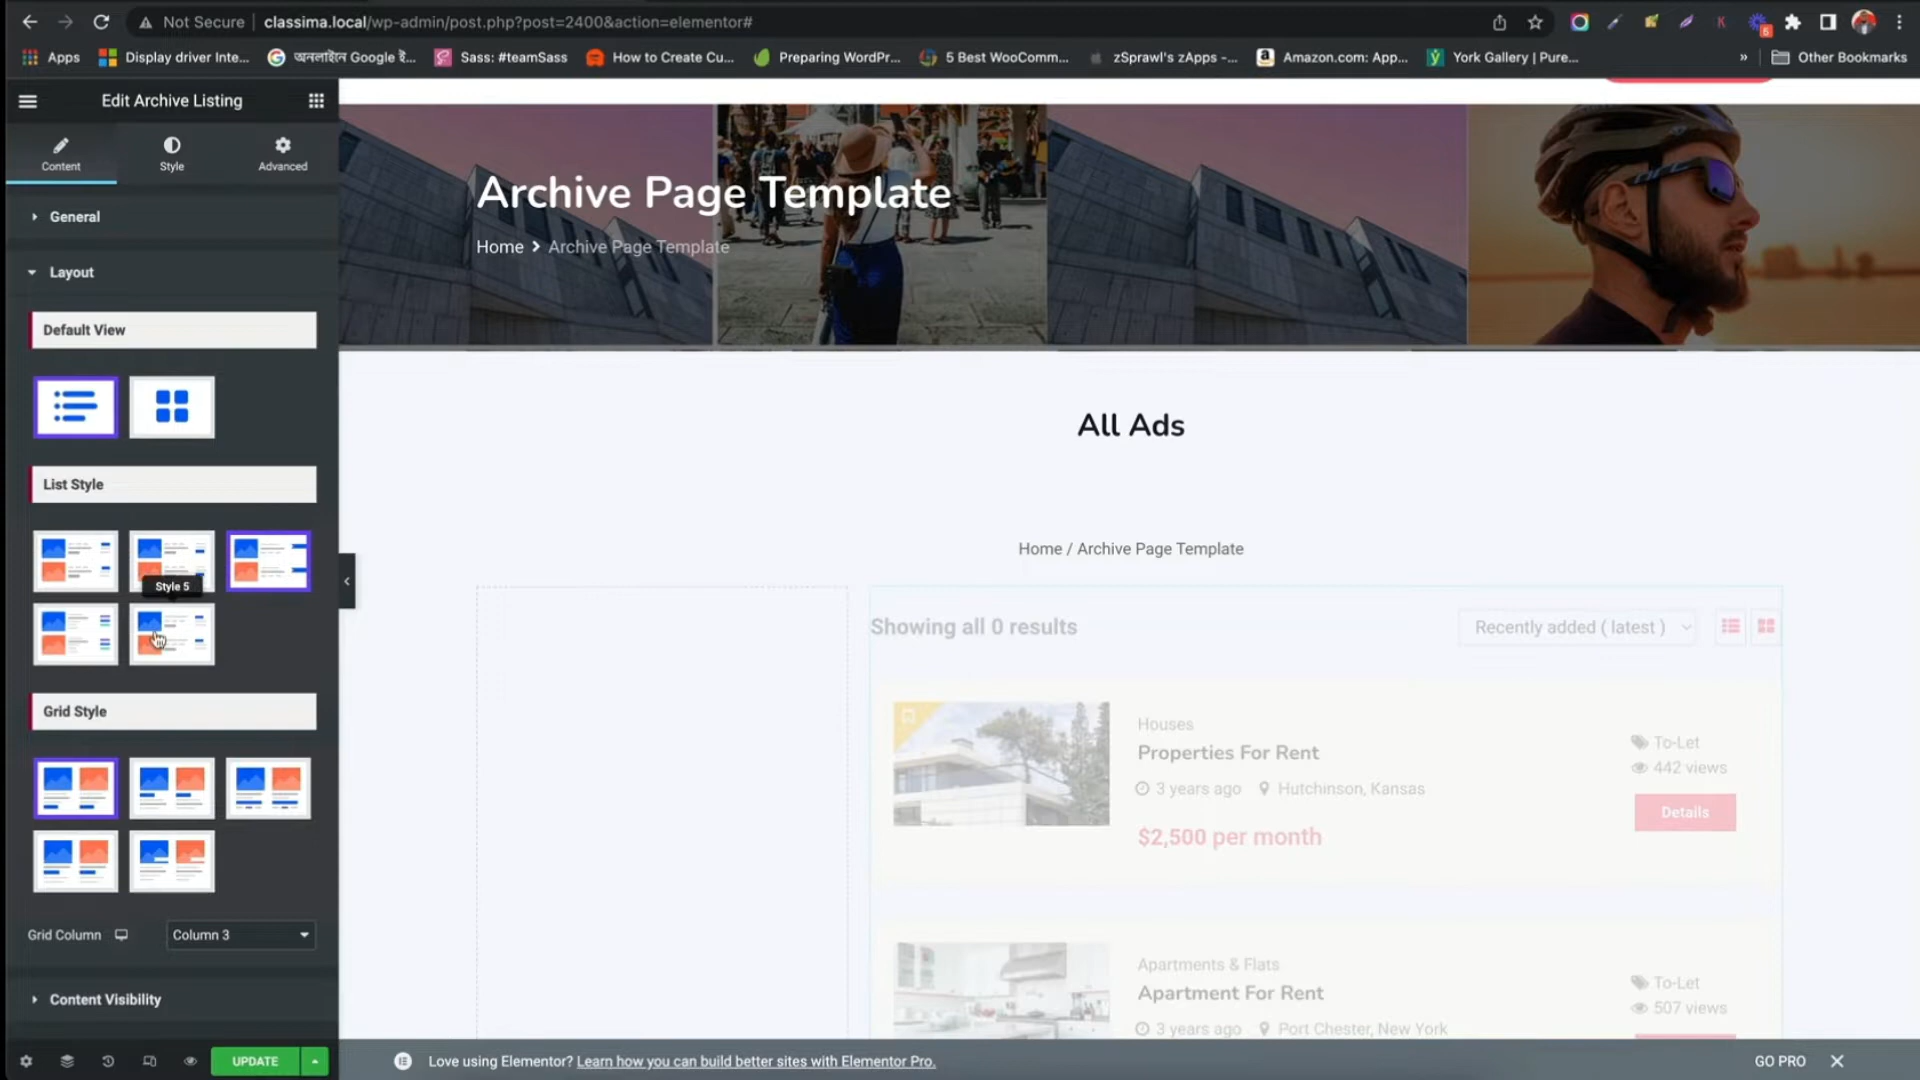 Not Secure
classima.local/wp-admin/post.php?post=2400&action=elementor#
6
Apps
Display driver Inte...
অনলাইনে Google ই...
Sass: #teamSass
How to Create Cu...
Preparing WordPr...
5 Best WooComm...
zSprawl's zApps -...
Amazon.com: App...
York Gallery | Pure...
»
Other Bookmarks
Edit Archive Listing
Content
Style
Advanced
General
Layout
Default View
List Style
Style 5
Grid Style
Grid Column
Column 3
Content Visibility
UPDATE
Archive Page Template
Home > Archive Page Template
All Ads
Home / Archive Page Template
Showing all 0 results
Recently added ( latest )
Houses
Properties For Rent
3 years ago
Hutchinson, Kansas
$2,500 per month
To-Let
442 views
Details
Apartments & Flats
Apartment For Rent
3 years ago
Port Chester, New York
To-Let
507 views
Love using Elementor? Learn how you can build better sites with Elementor Pro.
GO PRO